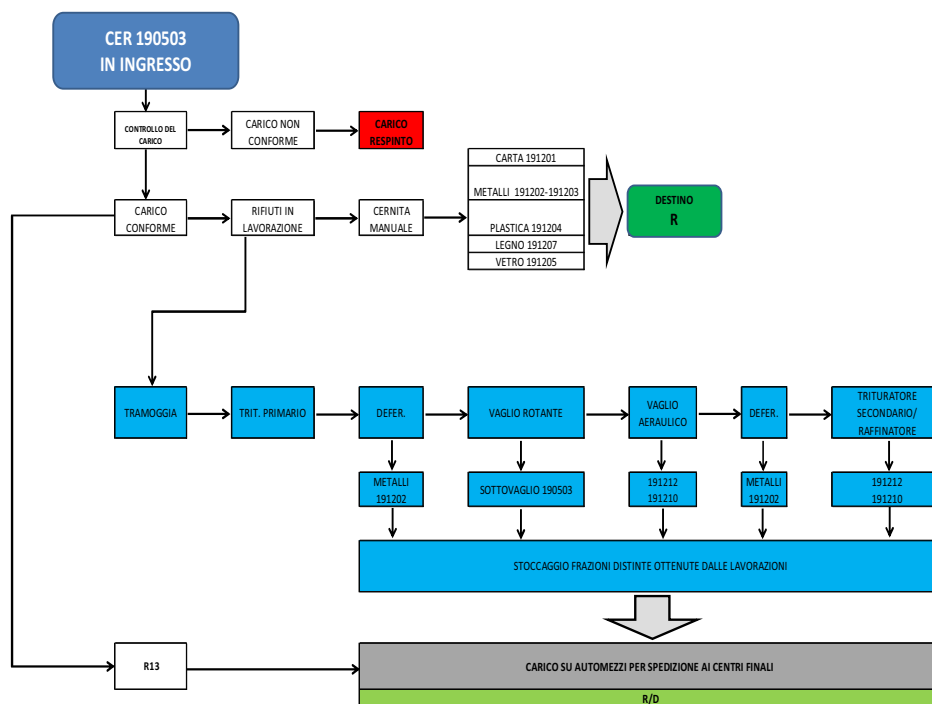 CER 190503
IN INGRESSO
CONTROLLO DEL
CARICO
CARICO NON
CONFORME
CARICO
RESPINTO
CARTA 191201
METALLI 191202-191203
PLASTICA 191204
LEGNO 191207
VETRO 191205
DESTINO
R
CARICO
CONFORME
RIFIUTI IN
LAVORAZIONE
CERNITA
MANUALE
TRAMOGGIA
TRIT. PRIMARIO
DEFER.
VAGLIO ROTANTE
VAGLIO
AERAULICO
DEFER.
TRITURATORE
SECONDARIO/
RAFFINATORE
METALLI
191202
SOTTOVAGLIO 190503
191212
191210
METALLI
191202
191212
191210
STOCCAGGIO FRAZIONI DISTINTE OTTENUTE DALLE LAVORAZIONI
R13
CARICO SU AUTOMEZZI PER SPEDIZIONE AI CENTRI FINALI
R/D